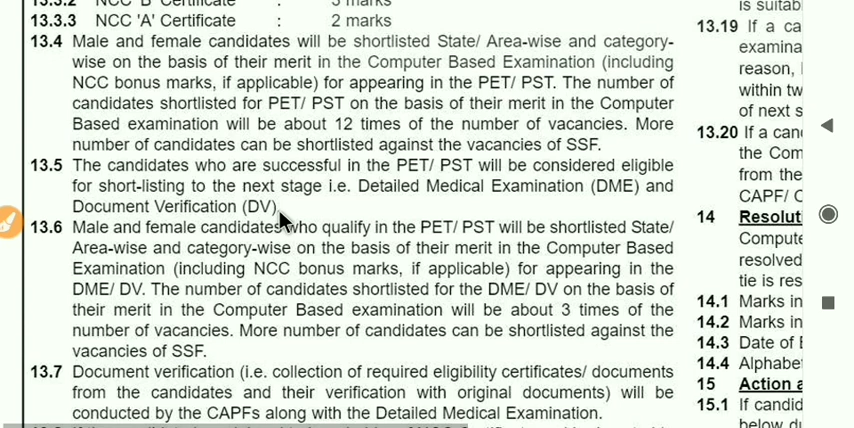 13.3.2 NCC 'B' Certificate : 3 marks
13.3.3 NCC 'A' Certificate : 2 marks
13.4 Male and female candidates will be shortlisted State/ Area-wise and category-
wise on the basis of their merit in the Computer Based Examination (including
NCC bonus marks, if applicable) for appearing in the PET/ PST. The number of
candidates shortlisted for PET/ PST on the basis of their merit in the Computer
Based examination will be about 12 times of the number of vacancies. More
number of candidates can be shortlisted against the vacancies of SSF.
13.5 The candidates who are successful in the PET/ PST will be considered eligible
for short-listing to the next stage i.e. Detailed Medical Examination (DME) and
Document Verification (DV)
13.6 Male and female candidates who qualify in the PET/ PST will be shortlisted State/
Area-wise and category-wise on the basis of their merit in the Computer Based
Examination (including NCC bonus marks, if applicable) for appearing in the
DME/ DV. The number of candidates shortlisted for the DME/ DV on the basis of
their merit in the Computer Based examination will be about 3 times of the
number of vacancies. More number of candidates can be shortlisted against the
vacancies of SSF.
13.7 Document verification (i.e. collection of required eligibility certificates/ documents
from the candidates and their verification with original documents) will be
conducted by the CAPFs along with the Detailed Medical Examination.
is suitab
13.19 If a ca
examina
reason,
within tw
of next s
13.20 If a can
the Com
from the
CAPF/ C
14 Resolut
Compute
resolved
tie is res
14.1 Marks in
14.2 Marks in
14.3 Date of B
14.4 Alphabet
15 Action a
15.1 If candid
below du